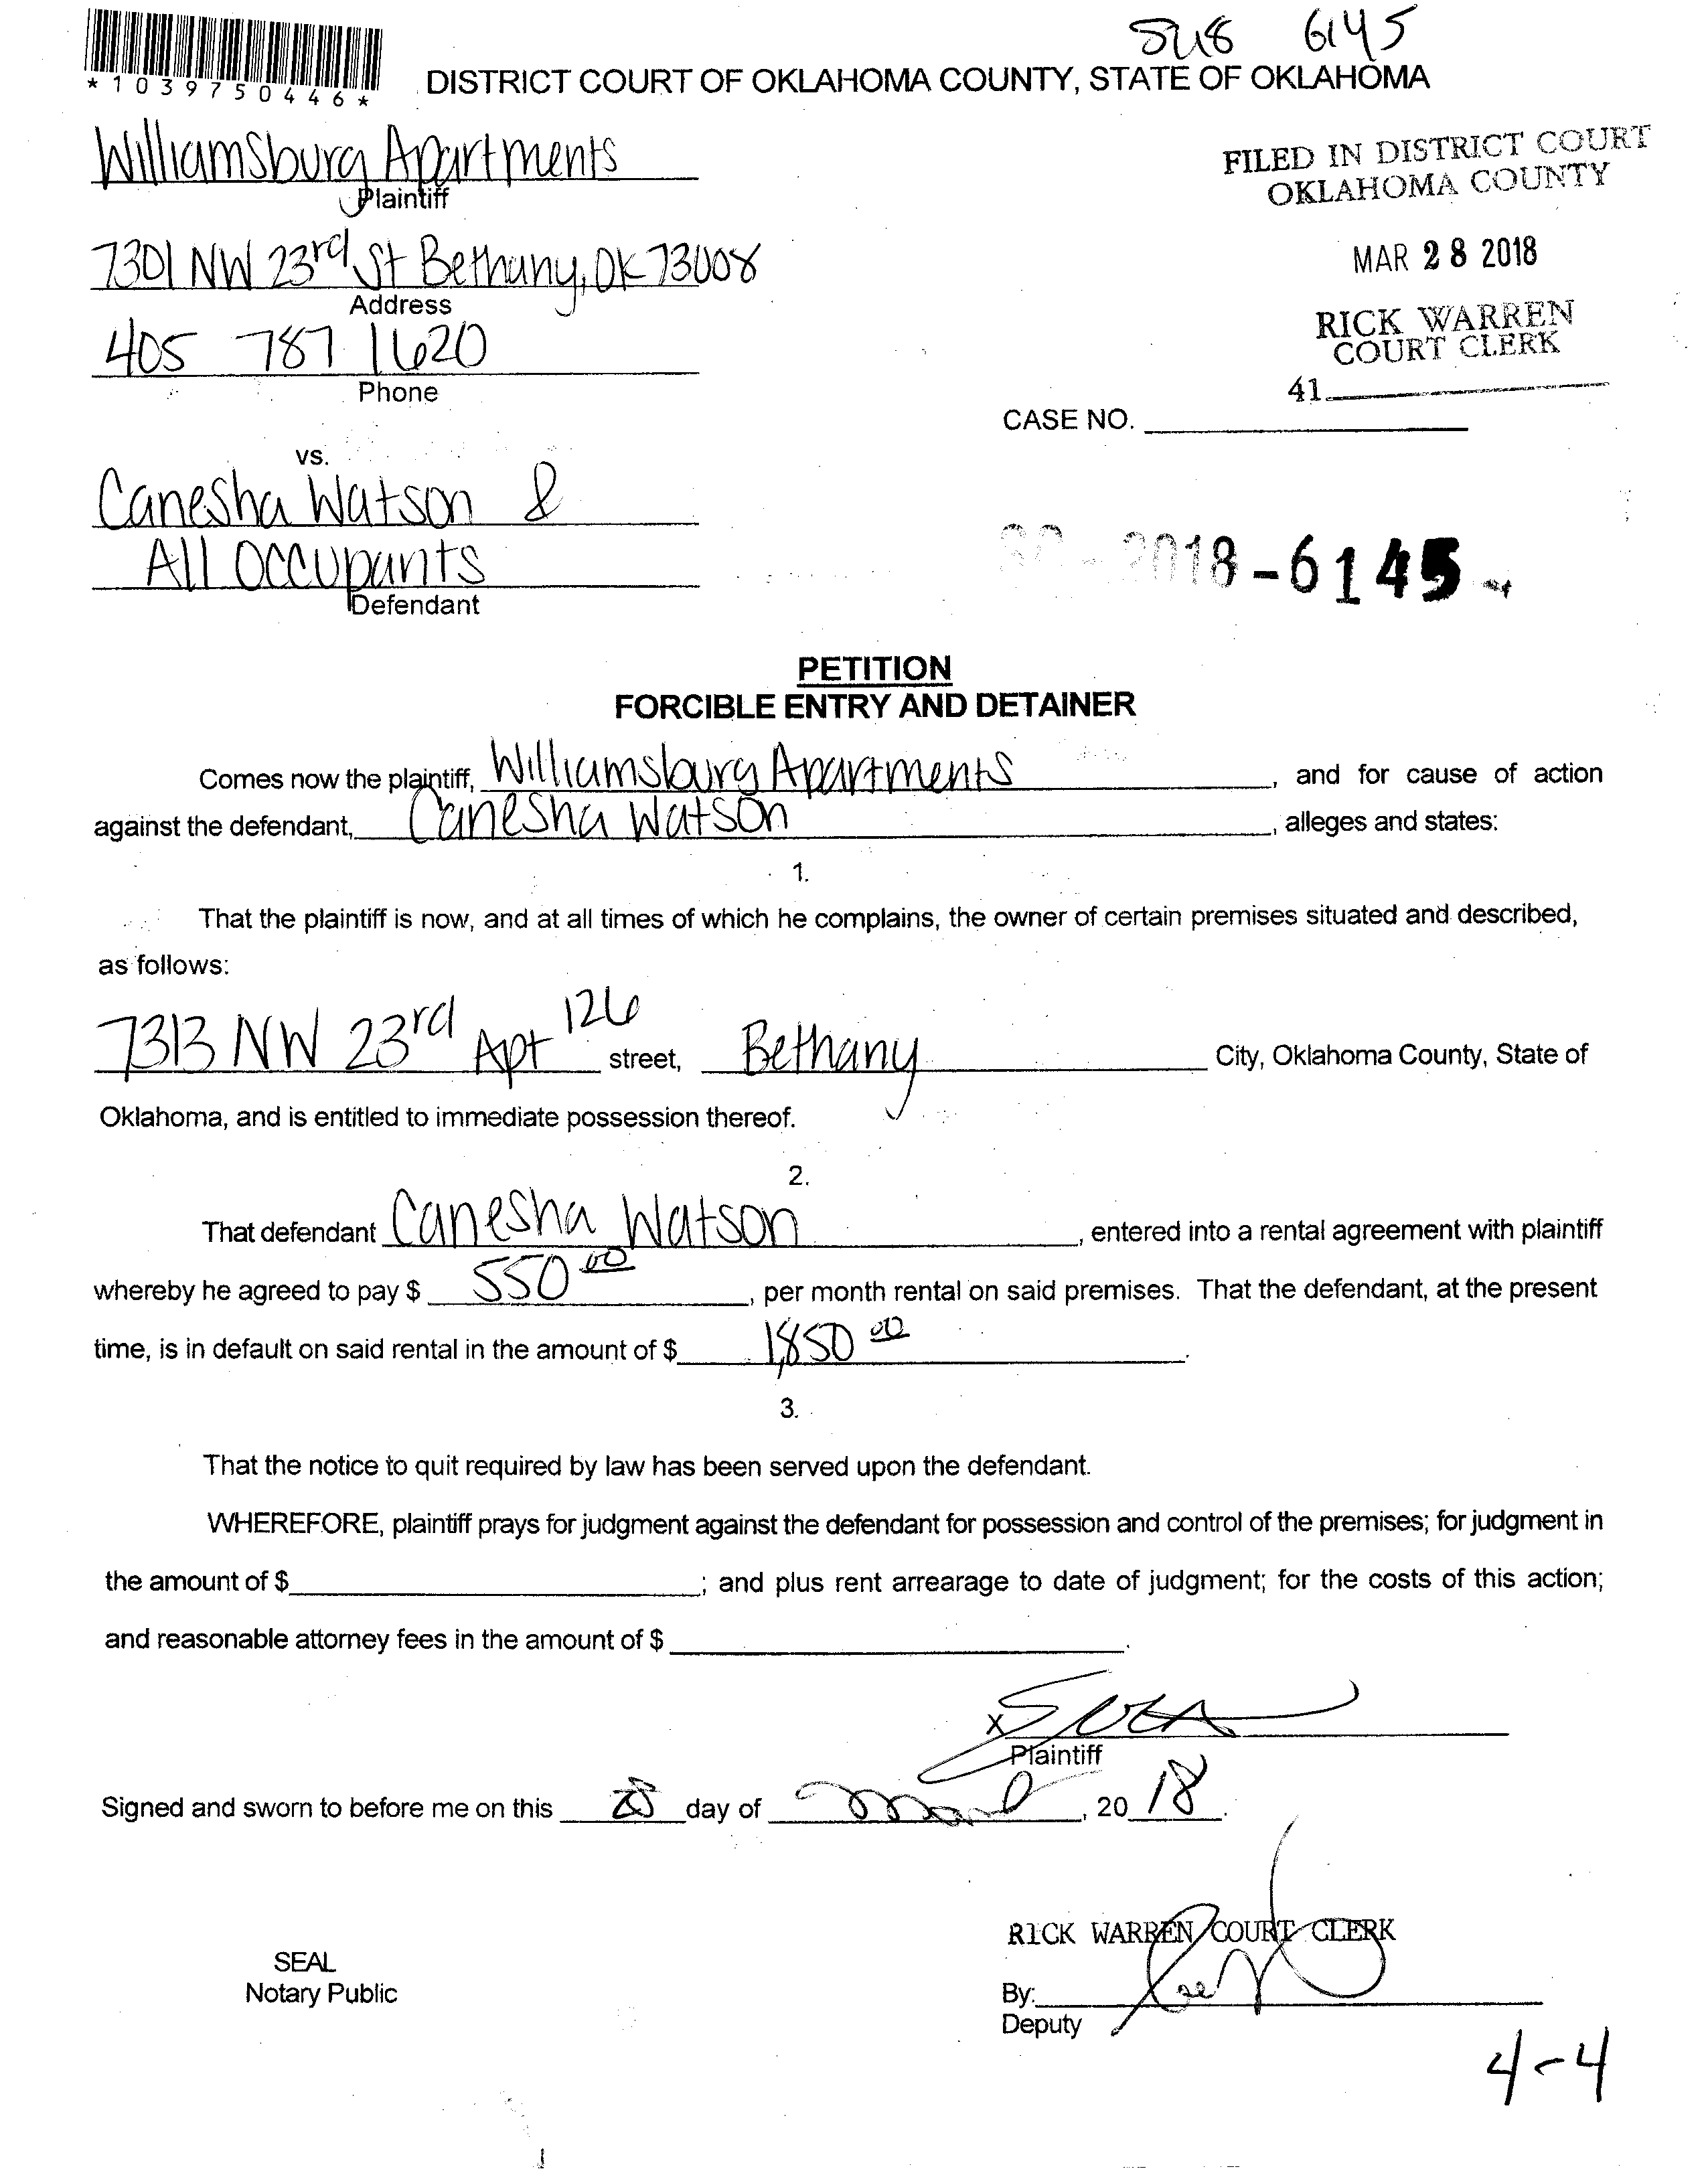 6145
*1039750446*
DISTRICT COURT OF OKLAHOMA COUNTY, STATE OF OKLAHOMA
Williamsburg Apartments
Plaintiff
FILED IN DISTRICT COURT
OKLAHOMA COUNTY
7301 NW 23rd St Bethany, OK 73008
Address
MAR 28 2018
405 787 1620
Phone
RICK WARREN
COURT CLERK
41
CASE NO.
vs.
Canesha Watson &
All Occupants
Defendant
SC-2018-6145
PETITION
FORCIBLE ENTRY AND DETAINER
Comes now the plaintiff, Williamsburg Apartments, and for cause of action
against the defendant, Canesha Watson, alleges and states:
1.
That the plaintiff is now, and at all times of which he complains, the owner of certain premises situated and described,
as follows:
7313 NW 23rd Apt 126 street, Bethany City, Oklahoma County, State of
Oklahoma, and is entitled to immediate possession thereof.
2.
That defendant Canesha Watson, entered into a rental agreement with plaintiff
whereby he agreed to pay $ 550 00, per month rental on said premises. That the defendant, at the present
time, is in default on said rental in the amount of $ 1,850 00.
3.
That the notice to quit required by law has been served upon the defendant.
WHEREFORE, plaintiff prays for judgment against the defendant for possession and control of the premises; for judgment in
the amount of $; and plus rent arrearage to date of judgment; for the costs of this action;
and reasonable attorney fees in the amount of $.
X
Plaintiff
Signed and sworn to before me on this 28 day of March, 20 18.
RICK WARREN COURT CLERK
SEAL
Notary Public
By:
Deputy
4-4